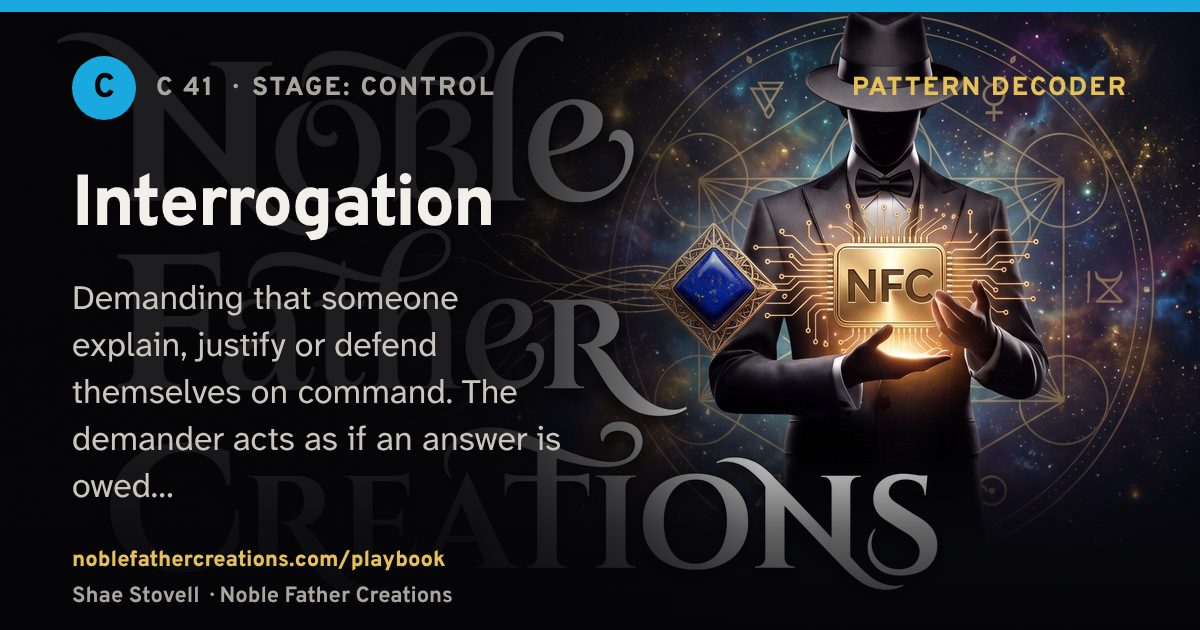 C
C 41 · STAGE: CONTROL
PATTERN DECODER
Interrogation
Demanding that someone
explain, justify or defend
themselves on command. The
demander acts as if an answer is
owed...
noblefathercreations.com/playbook
Shae Stovell · Noble Father Creations
NFC
Noble
Father
Creations